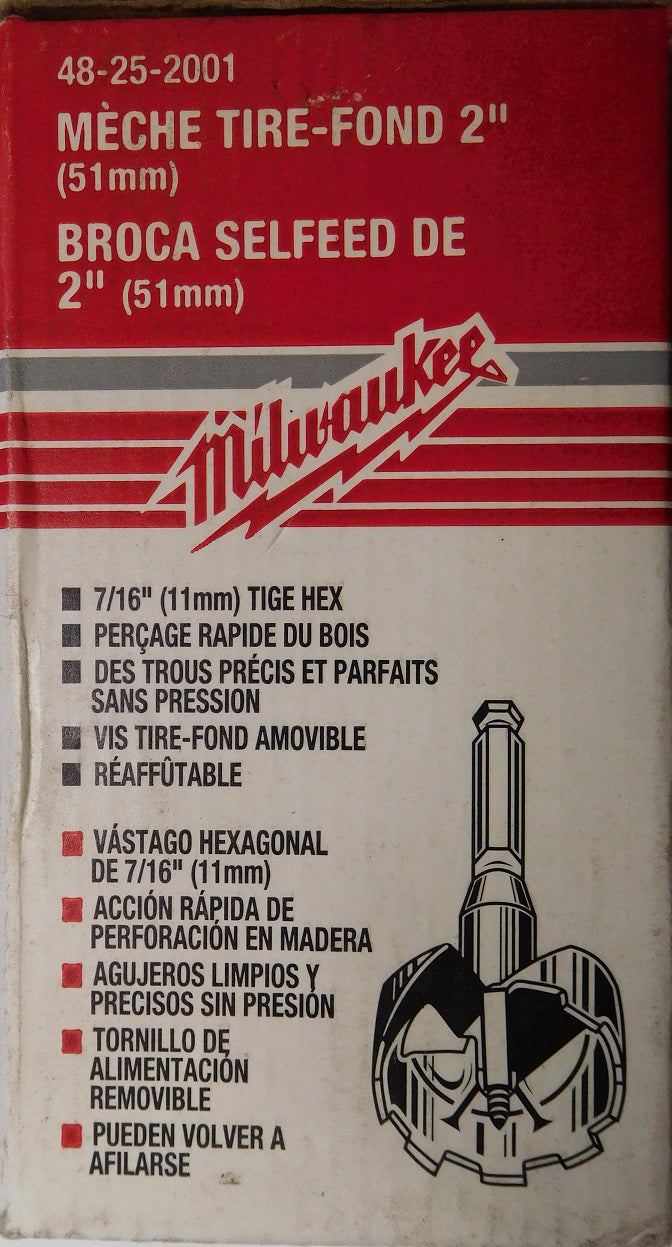 48-25-2001
MÈCHE TIRE-FOND 2"
(51mm)
BROCA SELFEED DE
2" (51mm)
Milwaukee
7/16" (11mm) TIGE HEX
PERÇAGE RAPIDE DU BOIS
DES TROUS PRÉCIS ET PARFAITS
SANS PRESSION
VIS TIRE-FOND AMOVIBLE
RÉAFFÛTABLE
VÁSTAGO HEXAGONAL
DE 7/16" (11mm)
ACCIÓN RÁPIDA DE
PERFORACIÓN EN MADERA
AGUJEROS LIMPIOS Y
PRECISOS SIN PRESIÓN
TORNILLO DE
ALIMENTACIÓN
REMOVIBLE
PUEDEN VOLVER A
AFILARSE